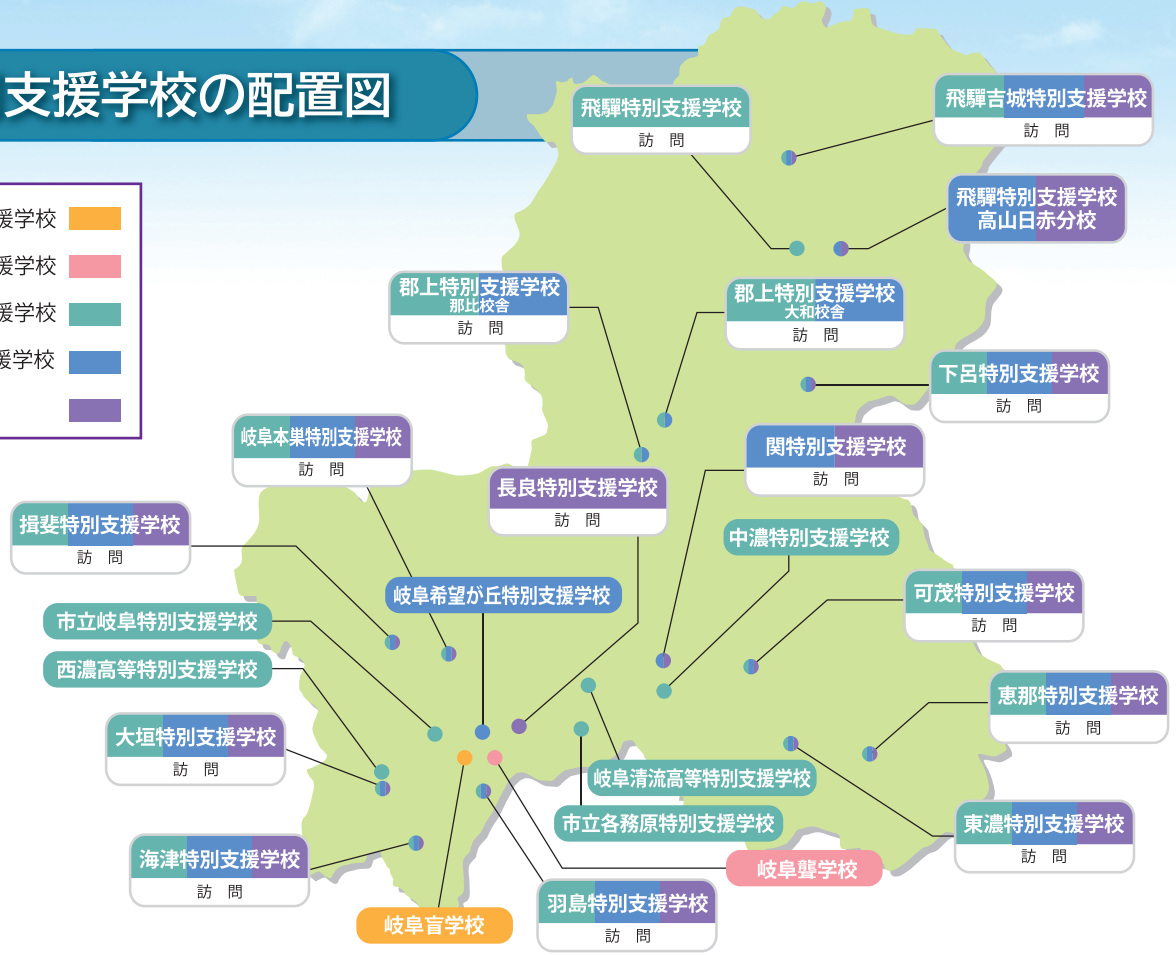 支援学校の配置図
援学校
援学校
援学校
援学校
飛騨特別支援学校
訪 問
飛騨吉城特別支援学校
訪 問
飛騨特別支援学校
高山日赤分校
郡上特別支援学校
那比校舎
訪 問
郡上特別支援学校
大和校舎
訪 問
下呂特別支援学校
訪 問
岐阜本巣特別支援学校
訪 問
関特別支援学校
訪 問
長良特別支援学校
訪 問
揖斐特別支援学校
訪 問
中濃特別支援学校
岐阜希望が丘特別支援学校
可茂特別支援学校
訪 問
市立岐阜特別支援学校
西濃高等特別支援学校
恵那特別支援学校
訪 問
大垣特別支援学校
訪 問
岐阜清流高等特別支援学校
市立各務原特別支援学校
東濃特別支援学校
訪 問
海津特別支援学校
訪 問
岐阜聾学校
羽島特別支援学校
訪 問
岐阜盲学校